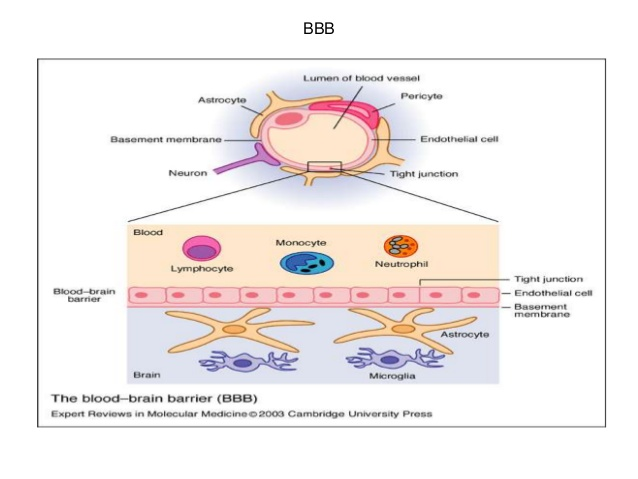 BBB
Lumen of blood vessel
Astrocyte
Pericyte
Basement membrane
Endothelial cell
Neuron
Tight junction
Blood
Monocyte
Lymphocyte
Neutrophil
Tight junction
Blood–brain
barrier
Endothelial cell
Basement
membrane
Astrocyte
Brain
Microglia
The blood–brain barrier (BBB)
Expert Reviews in Molecular Medicine©2003 Cambridge University Press